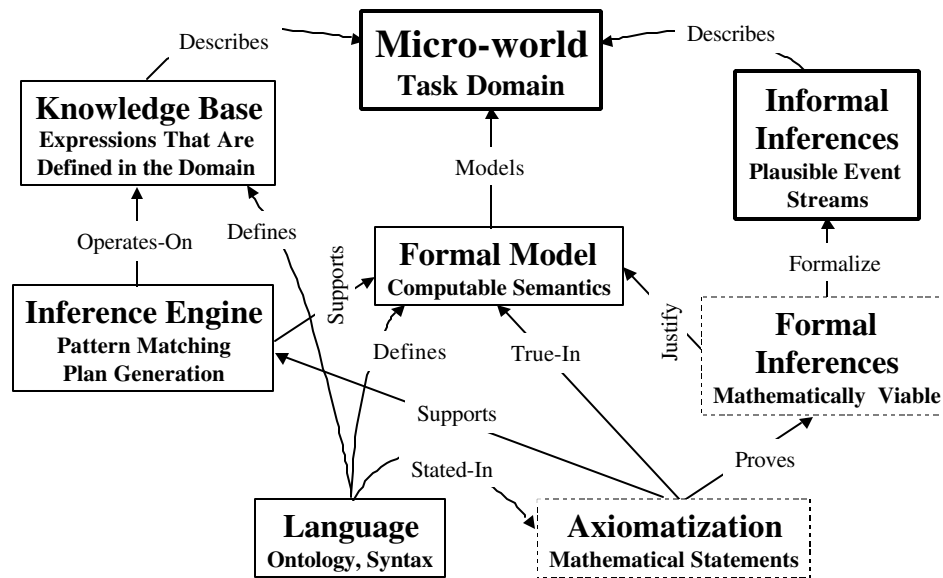 Describes
Micro-world
Task Domain
Describes
Knowledge Base
Expressions That Are
Defined in the Domain
Informal
Inferences
Plausible Event
Streams
Models
Operates-On
Defines
Supports
Formal Model
Computable Semantics
Justify
Formalize
Inference Engine
Pattern Matching
Plan Generation
Defines
True-In
Formal
Inferences
Mathematically Viable
Supports
Stated-In
Proves
Language
Ontology, Syntax
Axiomatization
Mathematical Statements